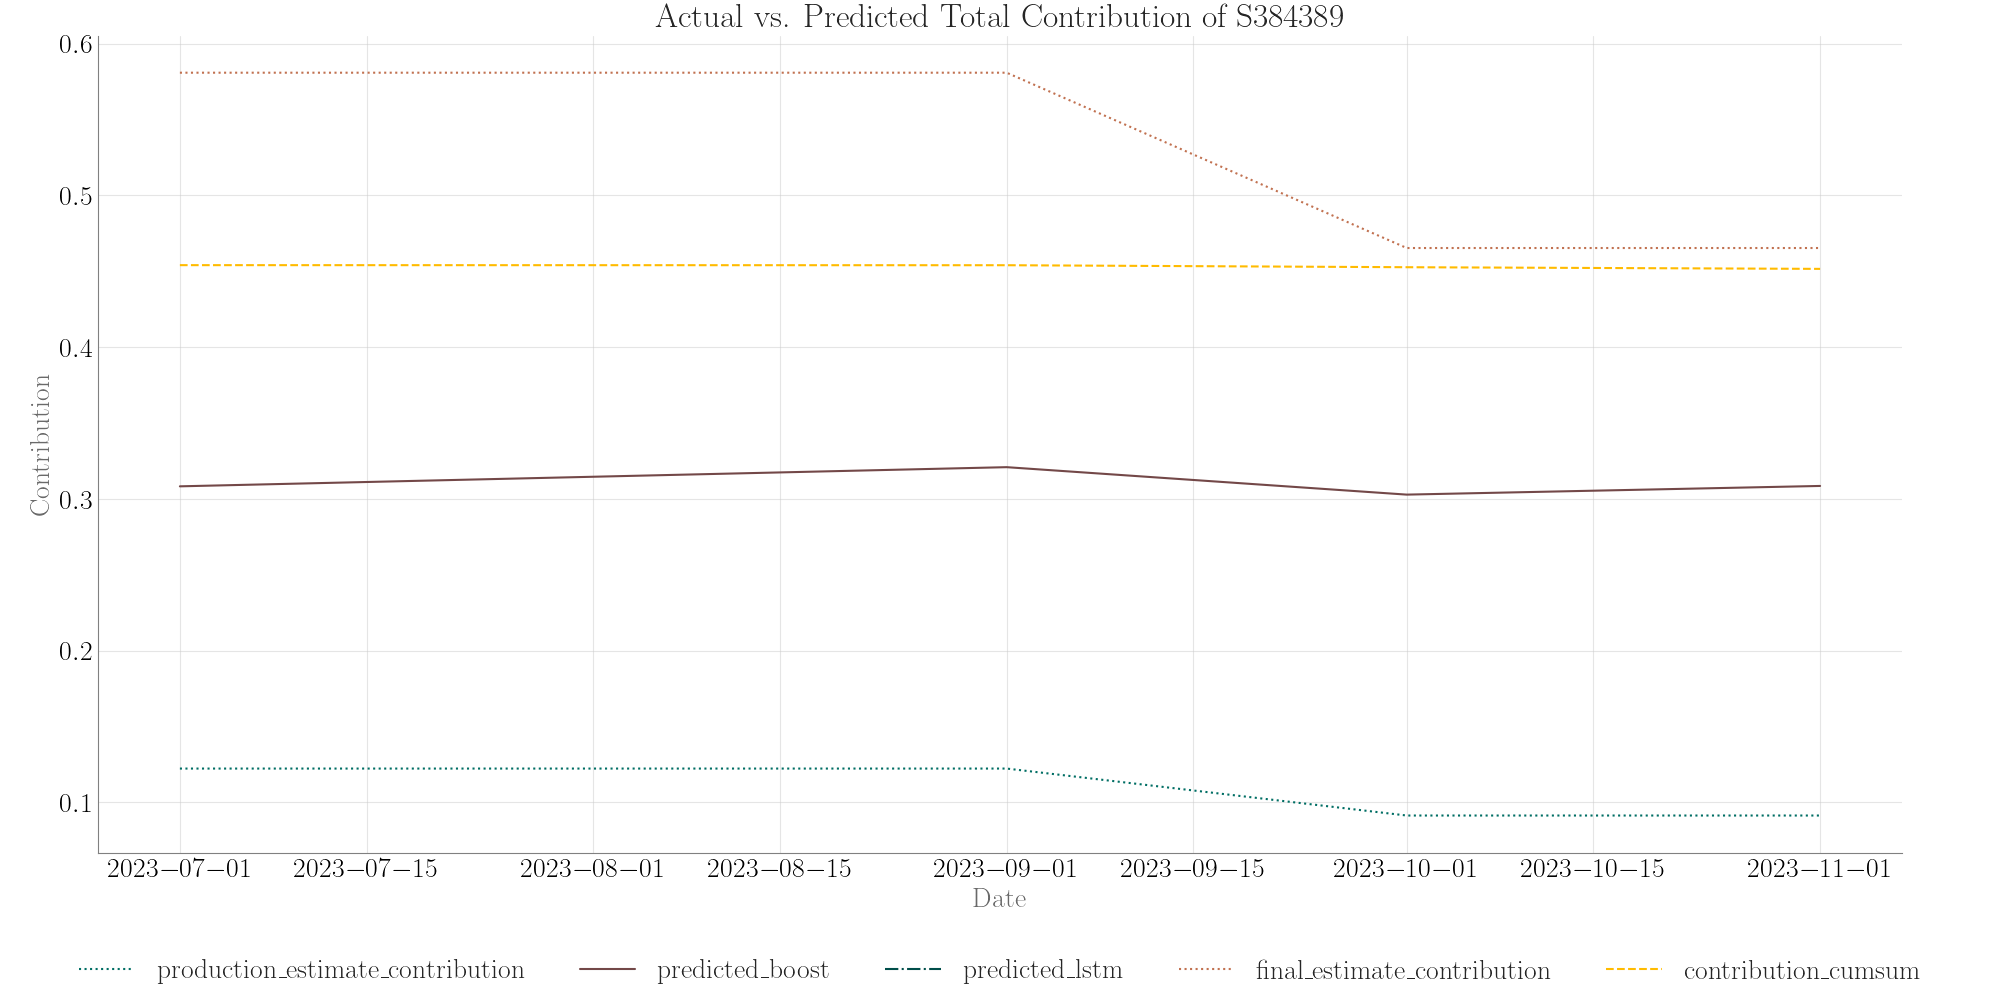 Actual vs. Predicted Total Contribution of S384389
0.6
0.5
0.4
0.3
0.2
0.1
Contribution
2023−07−01 2023−07−15 2023−08−01 2023−08−15 2023−09−01 2023−09−15 2023−10−01 2023−10−15 2023−11−01
Date
production_estimate_contribution predicted_boost predicted_lstm final_estimate_contribution contribution_cumsum